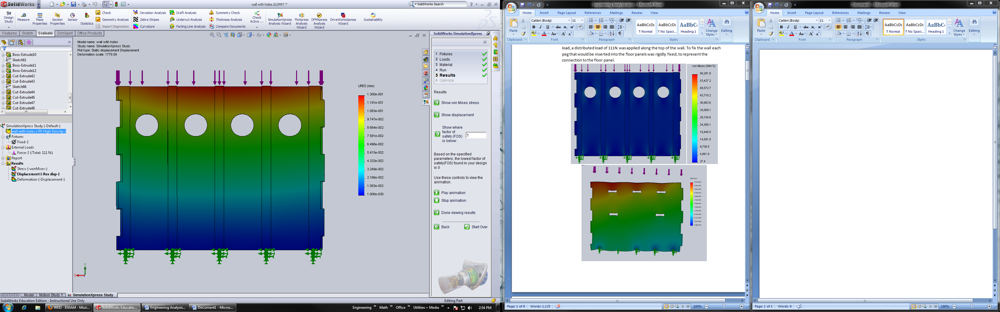 SolidWorks
wall with holes.SLDPRT *
SolidWorks Search
Design Study
Measure
Mass Properties
Section Properties
Sensor
Statistics
Check
Geometry Analysis
Import Diagnostics
Deviation Analysis
Zebra Stripes
Curvature
Draft Analysis
Undercut Analysis
Parting Line Analysis
Symmetry Check
Thickness Analysis
Compare Documents
Check Active ...
SimulationXpress Analysis Wizard
FloXpress Analysis Wizard
DFMXpress Analysis Wizard
DriveWorksXpress Wizard
Sustainability
Features Sketch Evaluate DimXpert Office Products
Boss-Extrude10
Sketch61
Boss-Extrude11
Boss-Extrude12
Cut-Extrude42
Cut-Extrude43
Sketch66
Cut-Extrude44
Cut-Extrude46
Cut-Extrude47
Cut-Extrude48
SimulationXpress Study (-Default-)
wall with holes (-PE High Density-)
Fixtures
Fixed-2
External Loads
Force-2 (:Total: 111 N:)
Report
Results
Stress (-vonMises-)
Displacement (-Res disp-)
Deformation (-Displacement-)
Model name: wall with holes
Study name: SimulationXpress Study
Plot type: Static displacement Displacement
Deformation scale: 1779.59
URES (mm)
1.300e-001
1.191e-001
1.083e-001
9.747e-002
8.664e-002
7.581e-002
6.498e-002
5.415e-002
4.332e-002
3.249e-002
2.166e-002
1.083e-002
1.000e-030
Y
X
SolidWorks SimulationXpress
1 Fixtures
2 Loads
3 Material
4 Run
5 Results
6 Optimize
Results
Show von Mises stress
Show displacement
Show where
factor of
safety (FOS)
is below:
1
Based on the specified
parameters, the lowest factor of
safety(FOS) found in your design
is 0
Use these controls to view the
animation.
Play animation
Stop animation
Done viewing results
Back Start Over
Model Motion Study 1 SimulationXpress Study
SolidWorks Education Edition - Instructional Use Only
Editing Part
WEEI - 850AM - Mozi...
SolidWorks Educatio...
Engineering Analysis...
Document1 - Micros...
Engineering » Math » Office » Utilities + Media »
2:54 PM
Engineering Analysis.docx - Microsoft Word
Home Insert Page Layout References Mailings Review View
Paste
Clipboard
Calibri (Body) 11
Font
Paragraph
AaBbCcDc AaBbCcDc AaBbCc
¶ Normal ¶ No Spaci... Heading 1
Change Styles
Styles
Editing
load, a distributed load of 111N was applied along the top of the wall. To fix the wall each
peg that would be inserted into the floor panels was rigidly fixed, to represent the
connection to the floor panel.
von Mises (N/m^2)
58,281.8
53,427.2
48,572.7
43,718.2
38,863.6
34,009.1
29,154.6
24,300.1
19,445.5
14,591.0
9,736.5
4,881.9
27.4
Page: 1 of 9 Words: 1,125
100%
Document1 - Microsoft Word
Home Insert Page Layout References Mailings Review View
Paste
Clipboard
Calibri (Body) 11
Font
Paragraph
AaBbCcDc AaBbCcDc AaBbCc
¶ Normal ¶ No Spaci... Heading 1
Change Styles
Styles
Editing
Page: 1 of 1 Words: 0
100%